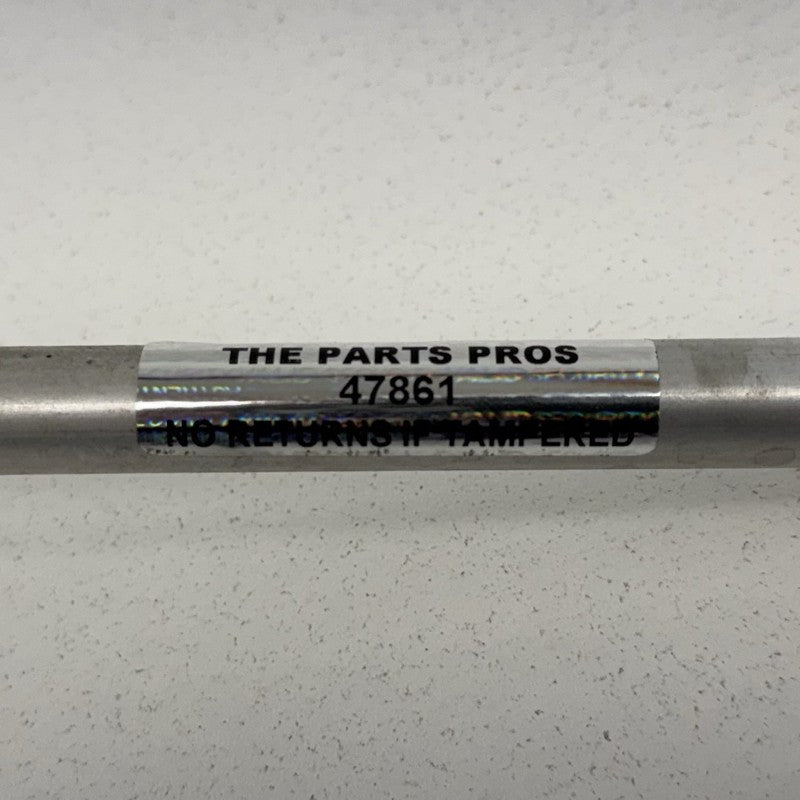 THE PARTS PROS
47861
NO RETURNS IF TAMPERED